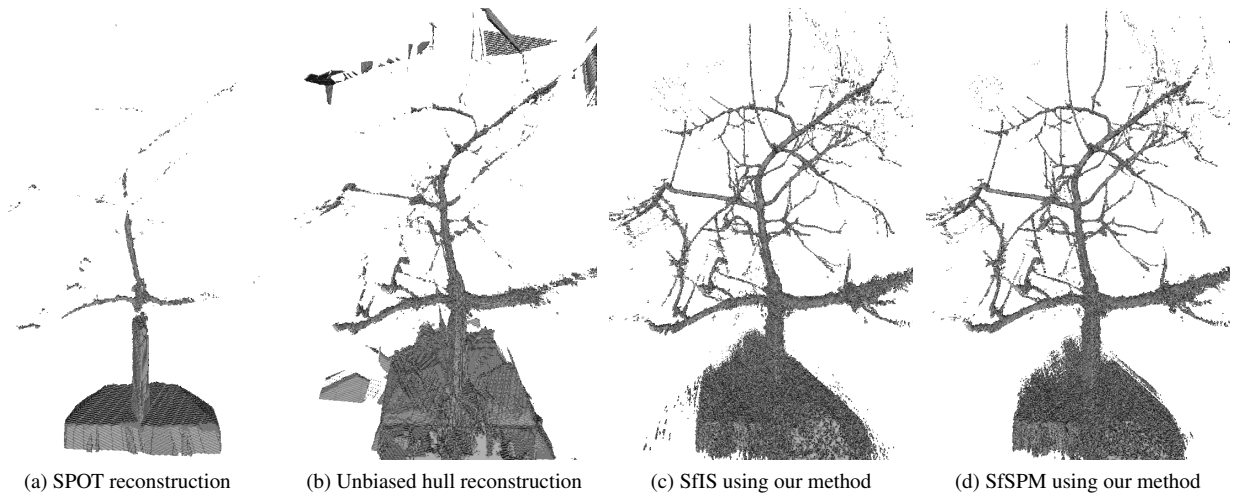 (a) SPOT reconstruction
(b) Unbiased hull reconstruction
(c) SfIS using our method
(d) SfSPM using our method